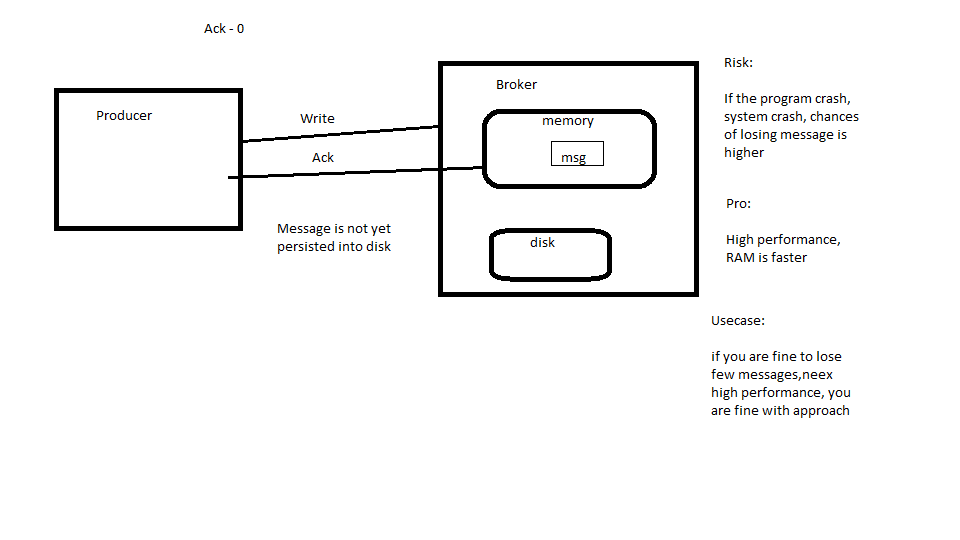 Ack - 0
Producer
Write
Ack
Message is not yet
persisted into disk
Broker
memory
msg
disk
Risk:
If the program crash,
system crash, chances
of losing message is
higher
Pro:
High performance,
RAM is faster
Usecase:
if you are fine to lose
few messages,neex
high performance, you
are fine with approach